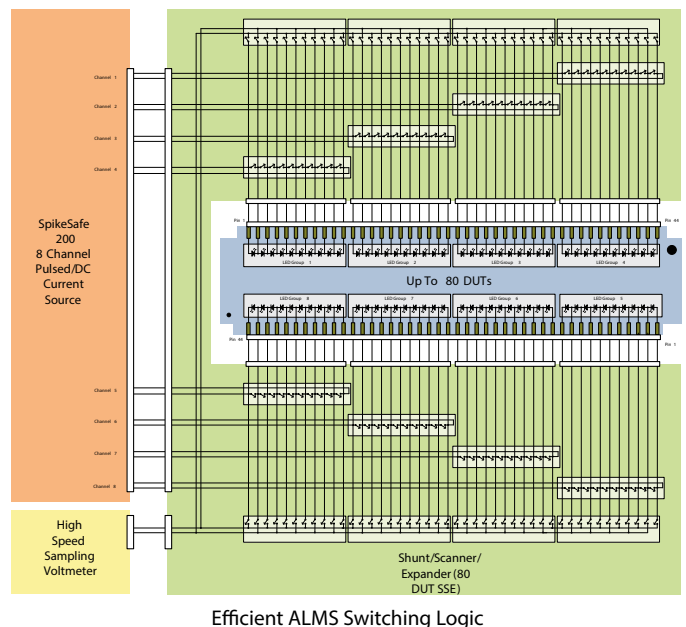 Channel 1
Channel 2
Channel 3
Channel 4
SpikeSafe
200
8 Channel
Pulsed/DC
Current
Source
Pin 1
Pin 44
LED Group 1
LED Group 2
LED Group 3
LED Group 4
Up To 80 DUTs
LED Group 8
LED Group 7
LED Group 6
LED Group 5
Pin 44
Pin 1
Channel 5
Channel 6
Channel 7
Channel 8
High
Speed
Sampling
Voltmeter
Shunt/Scanner/
Expander (80
DUT SSE)
Efficient ALMS Switching Logic